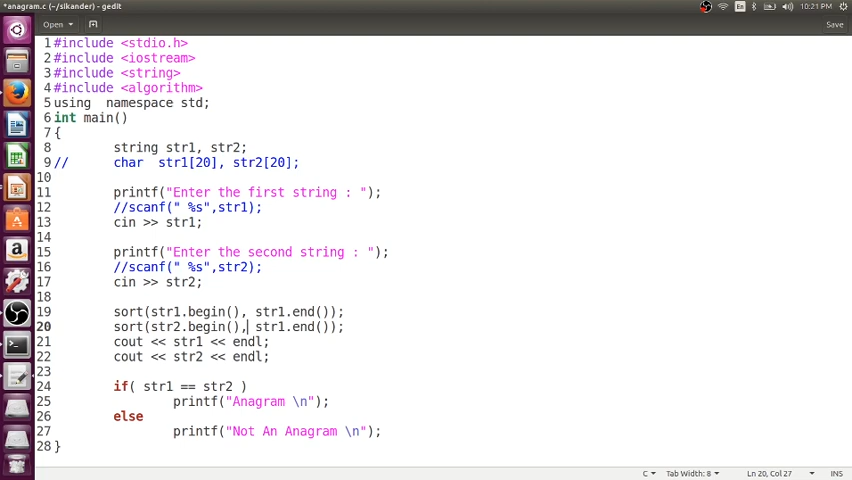 *anagram.c (~/sikander) - gedit
En
10:21 PM
Open
Save
1 #include <stdio.h>
2 #include <iostream>
3 #include <string>
4 #include <algorithm>
5 using  namespace std;
6 int main()
7 {
8         string str1, str2;
9 //      char  str1[20], str2[20];
10
11         printf("Enter the first string : ");
12         //scanf(" %s",str1);
13         cin >> str1;
14
15         printf("Enter the second string : ");
16         //scanf(" %s",str2);
17         cin >> str2;
18
19         sort(str1.begin(), str1.end());
20         sort(str2.begin(), str1.end());
21         cout << str1 << endl;
22         cout << str2 << endl;
23
24         if( str1 == str2 )
25                 printf("Anagram \n");
26         else
27                 printf("Not An Anagram \n");
28 }
C
Tab Width: 8
Ln 20, Col 27
INS